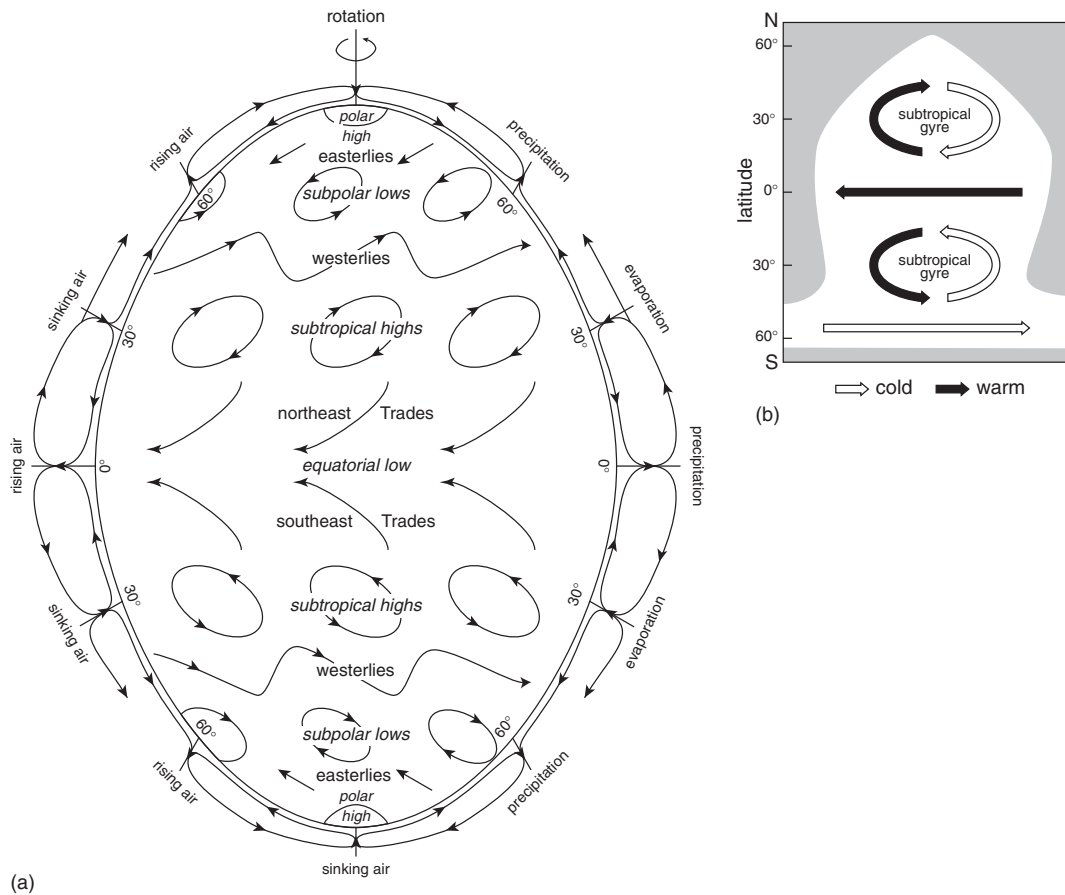 rotation
polar
high
easterlies
rising air
precipitation
60°
subpolar lows
60°
westerlies
sinking air
evaporation
30°
subtropical highs
30°
northeast Trades
rising air
0°
equatorial low
0°
precipitation
southeast Trades
30°
subtropical highs
30°
sinking air
evaporation
westerlies
60°
subpolar lows
60°
rising air
easterlies
precipitation
polar
high
sinking air
(a)
N
60°
30°
0°
30°
60°
S
latitude
subtropical
gyre
subtropical
gyre
cold
warm
(b)